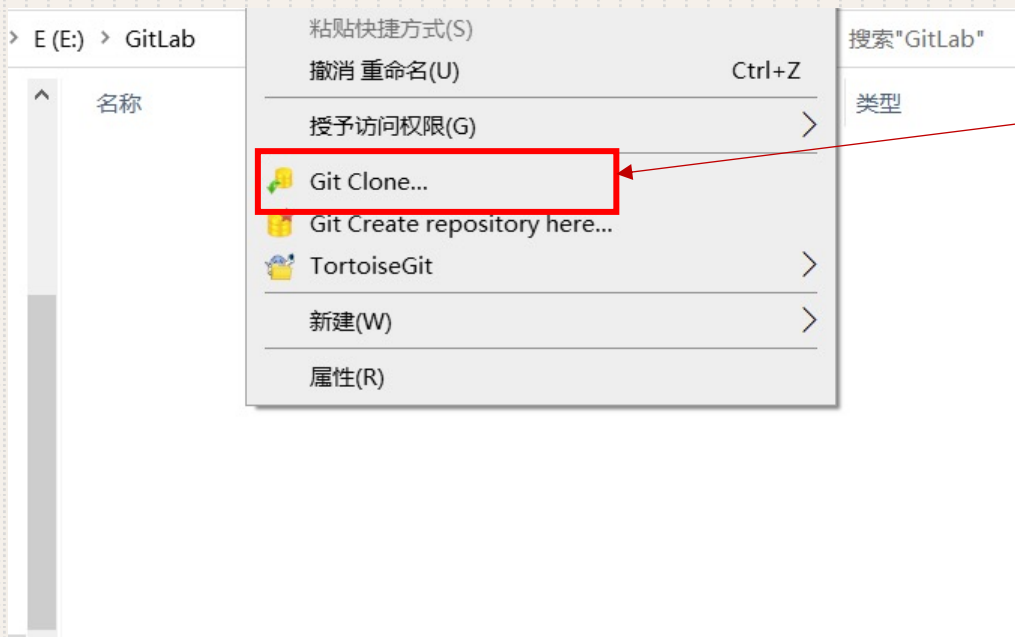 > E (E:) > GitLab
搜索"GitLab"
名称
类型
粘贴快捷方式(S)
撤消 重命名(U) Ctrl+Z
授予访问权限(G)
Git Clone...
Git Create repository here...
TortoiseGit
新建(W)
属性(R)